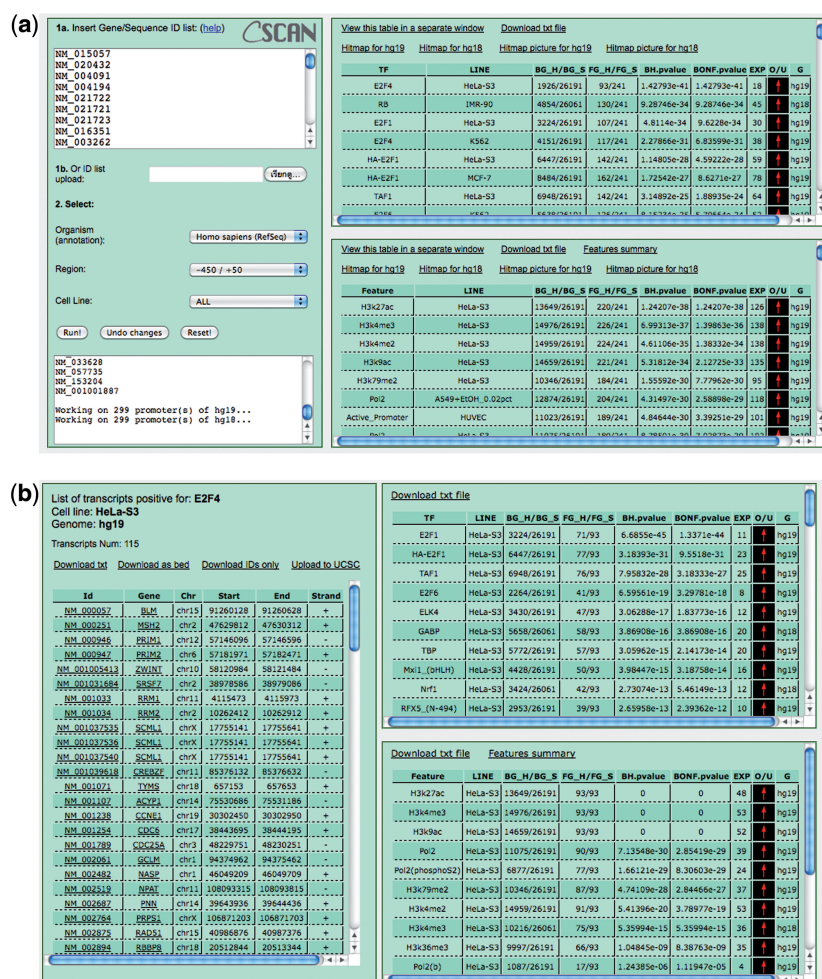 (a)
1a. Insert Gene/Sequence ID list: (help)
CSCAN
NM_015057
NM_020432
NM_004091
NM_004194
NM_021722
NM_021721
NM_021723
NM_016351
NM_003262
1b. Or ID list
upload:
เรียกดู...
2. Select:
Organism
(annotation):
Homo sapiens (RefSeq)
Region:
-450 / +50
Cell Line:
ALL
Run! Undo changes Reset!
NM_033628
NM_057735
NM_153204
NM_001001887
Working on 299 promoter(s) of hg19...
Working on 299 promoter(s) of hg18...
View this table in a separate window Download txt file
Hitmap for hg19 Hitmap for hg18 Hitmap picture for hg19 Hitmap picture for hg18
TF LINE BG_H/BG_S FG_H/FG_S BH.pvalue BONF.pvalue EXP O/U G
E2F4 HeLa-S3 1926/26191 93/241 1.42793e-41 1.42793e-41 18 hg19
RB IMR-90 4854/26061 130/241 9.28746e-34 9.28746e-34 45 hg18
E2F1 HeLa-S3 3224/26191 107/241 4.8114e-34 9.6228e-34 30 hg19
E2F4 K562 4151/26191 117/241 2.27866e-31 6.83599e-31 38 hg19
HA-E2F1 HeLa-S3 6447/26191 142/241 1.14805e-28 4.59222e-28 59 hg19
HA-E2F1 MCF-7 8484/26191 162/241 1.72542e-27 8.6271e-27 78 hg19
TAF1 HeLa-S3 6948/26191 142/241 3.14892e-25 1.88935e-24 64 hg19
View this table in a separate window Download txt file Features summary
Hitmap for hg19 Hitmap for hg18 Hitmap picture for hg19 Hitmap picture for hg18
Feature LINE BG_H/BG_S FG_H/FG_S BH.pvalue BONF.pvalue EXP O/U G
H3k27ac HeLa-S3 13649/26191 220/241 1.24207e-38 1.24207e-38 126 hg19
H3k4me3 HeLa-S3 14976/26191 226/241 6.99313e-37 1.39863e-36 138 hg19
H3k4me2 HeLa-S3 14959/26191 224/241 4.61106e-35 1.38332e-34 138 hg19
H3k9ac HeLa-S3 14659/26191 221/241 5.31812e-34 2.12725e-33 135 hg19
H3k79me2 HeLa-S3 10346/26191 184/241 1.55592e-30 7.77962e-30 95 hg19
Pol2 A549+EtOH_0.02pct 12874/26191 204/241 4.31497e-30 2.58898e-29 118 hg19
Active_Promoter HUVEC 11023/26191 189/241 4.84644e-30 3.39251e-29 101 hg19
(b)
List of transcripts positive for: E2F4
Cell line: HeLa-S3
Genome: hg19
Transcripts Num: 115
Download txt Download as bed Download IDs only Upload to UCSC
Id Gene Chr Start End Strand
NM_000057 BLM chr15 91260128 91260628 +
NM_000251 MSH2 chr2 47629812 47630312 +
NM_000946 PRIM1 chr12 57146096 57146596 -
NM_000947 PRIM2 chr6 57181971 57182471 +
NM_001005413 ZWINT chr10 58120984 58121484 -
NM_001031684 SRSF7 chr2 38978586 38979086 -
NM_001033 RRM1 chr11 4115473 4115973 +
NM_001034 RRM2 chr2 10262412 10262912 +
NM_001037535 SCML1 chrX 17755141 17755641 +
NM_001037536 SCML1 chrX 17755141 17755641 +
NM_001037540 SCML1 chrX 17755141 17755641 +
NM_001039618 CREBZF chr11 85376132 85376632 -
NM_001071 TYMS chr18 657153 657653 +
NM_001107 ACYP1 chr14 75530686 75531186 -
NM_001238 CCNE1 chr19 30302450 30302950 +
NM_001254 CDC6 chr17 38443695 38444195 +
NM_001789 CDC25A chr3 48229751 48230251 -
NM_002061 GCLM chr1 94374962 94375462 -
NM_002482 NASP chr1 46049209 46049709 +
NM_002519 NPAT chr11 108093315 108093815 -
NM_002687 PNN chr14 39643936 39644436 +
NM_002764 PRPS1 chrX 106871203 106871703 +
NM_002875 RAD51 chr15 40986876 40987376 +
NM_002894 RBBP8 chr18 20512844 20513344 +
Download txt file
TF LINE BG_H/BG_S FG_H/FG_S BH.pvalue BONF.pvalue EXP O/U G
E2F1 HeLa-S3 3224/26191 71/93 6.6855e-45 1.3371e-44 11 hg19
HA-E2F1 HeLa-S3 6447/26191 77/93 3.18393e-31 9.5518e-31 23 hg19
TAF1 HeLa-S3 6948/26191 76/93 7.95832e-28 3.18333e-27 25 hg19
E2F6 HeLa-S3 2264/26191 41/93 6.59561e-19 3.29781e-18 8 hg19
ELK4 HeLa-S3 3430/26191 47/93 3.06288e-17 1.83773e-16 12 hg19
GABP HeLa-S3 5658/26061 58/93 3.86908e-16 3.86908e-16 20 hg18
TBP HeLa-S3 5772/26191 57/93 3.05962e-15 2.14173e-14 20 hg19
Mxi1_(bHLH) HeLa-S3 4428/26191 50/93 3.98447e-15 3.18758e-14 16 hg19
Nrf1 HeLa-S3 3424/26061 42/93 2.73074e-13 5.46149e-13 12 hg18
RFX5_(N-494) HeLa-S3 2953/26191 39/93 2.65958e-13 2.39362e-12 10 hg19
Download txt file Features summary
Feature LINE BG_H/BG_S FG_H/FG_S BH.pvalue BONF.pvalue EXP O/U G
H3k27ac HeLa-S3 13649/26191 93/93 0 0 48 hg19
H3k4me3 HeLa-S3 14976/26191 93/93 0 0 53 hg19
H3k9ac HeLa-S3 14659/26191 93/93 0 0 52 hg19
Pol2 HeLa-S3 11075/26191 90/93 7.13548e-30 2.85419e-29 39 hg19
Pol2(phosphoS2) HeLa-S3 6877/26191 77/93 1.66121e-29 8.30603e-29 24 hg19
H3k79me2 HeLa-S3 10346/26191 87/93 4.74109e-28 2.84466e-27 37 hg19
H3k4me2 HeLa-S3 14959/26191 91/93 5.41396e-20 3.78977e-19 53 hg19
H3k4me3 HeLa-S3 10216/26061 75/93 5.35994e-15 5.35994e-15 36 hg18
H3k36me3 HeLa-S3 9997/26191 66/93 1.04845e-09 8.38763e-09 35 hg19
Pol2(b) HeLa-S3 1087/26191 17/93 1.24385e-06 1.11947e-05 4 hg19